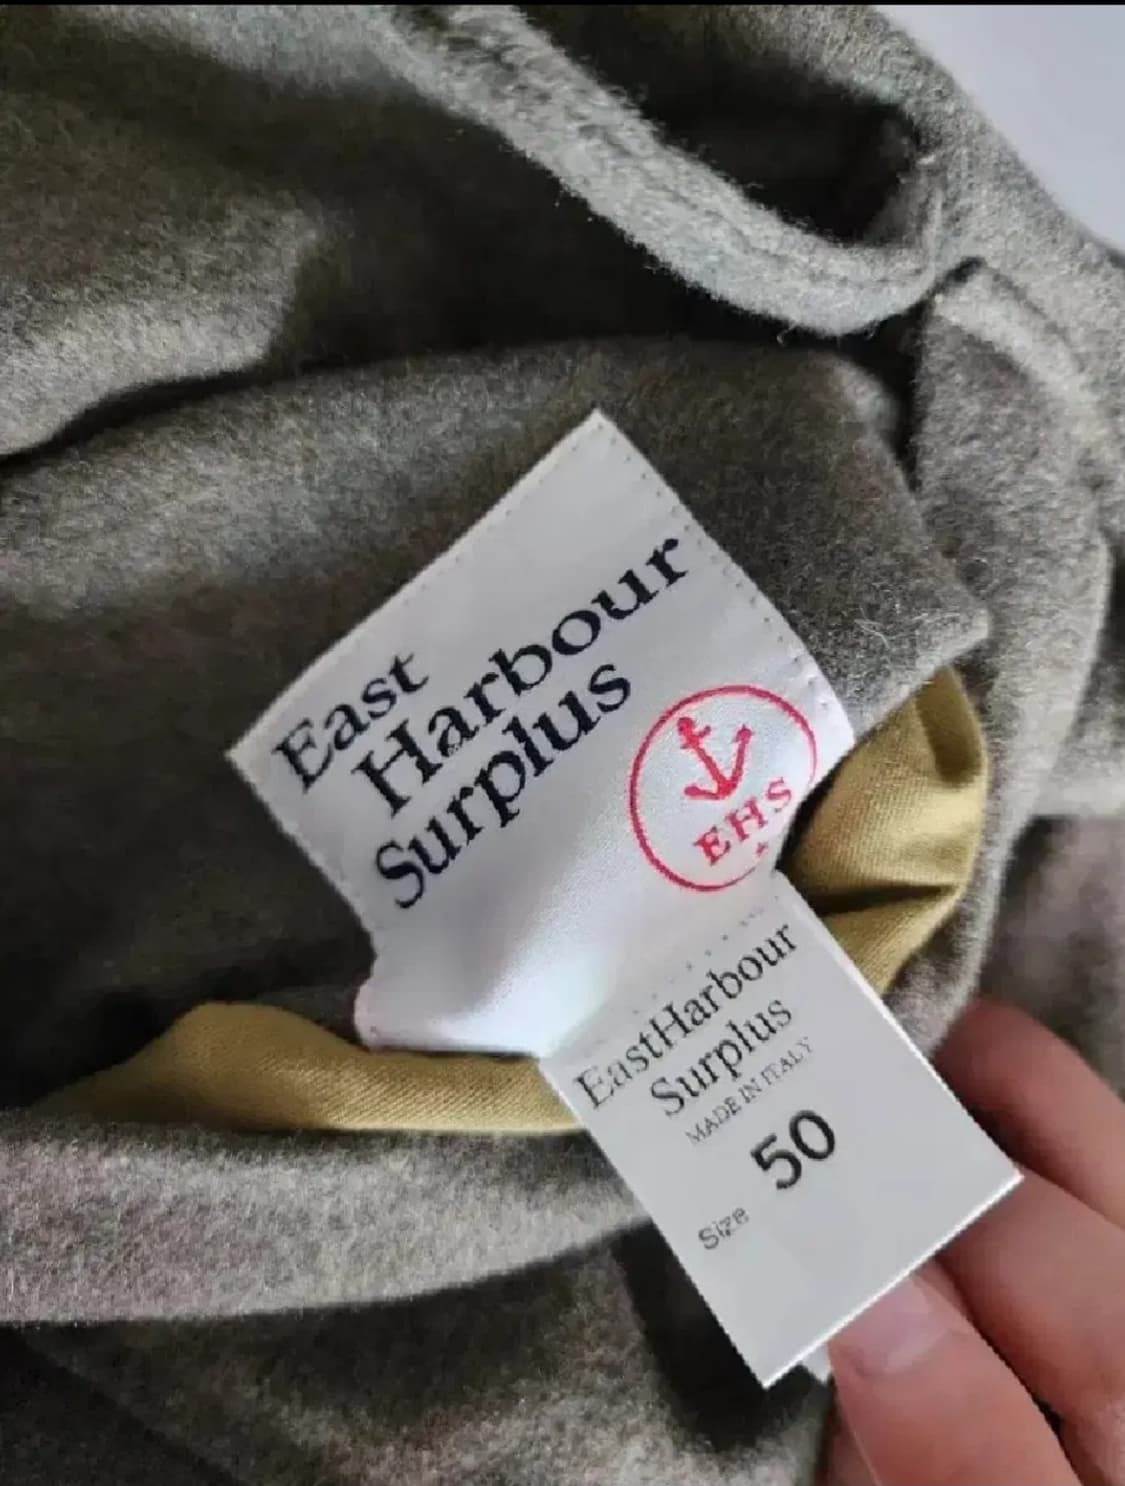 East
Harbour
Surplus
EHS
EastHarbour
Surplus
MADE IN ITALY
50
Size